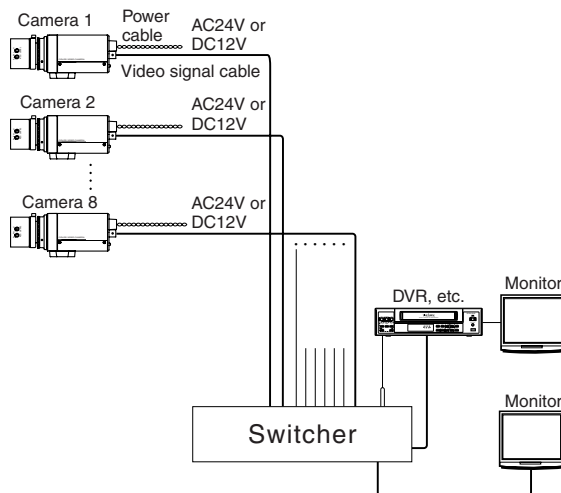 Camera 1
Power
cable
AC24V or
DC12V
Video signal cable
Camera 2
AC24V or
DC12V
Camera 8
AC24V or
DC12V
DVR, etc.
Monitor
Monitor
Switcher